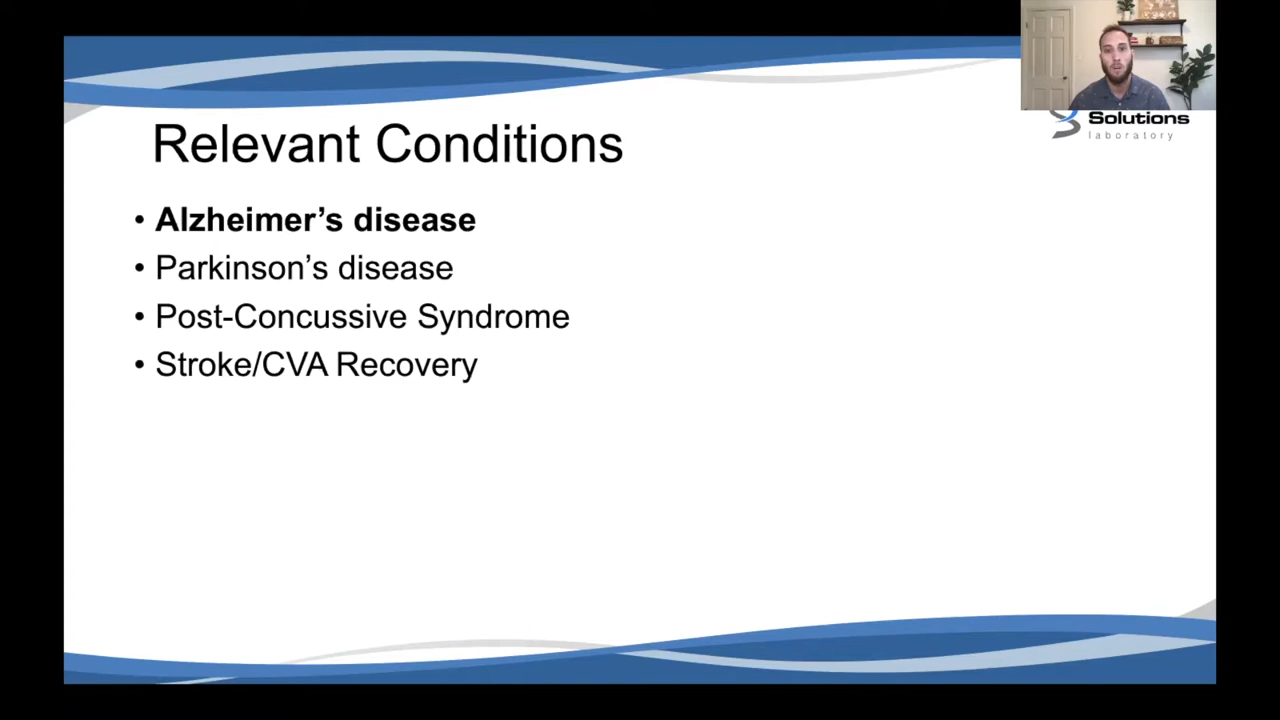 Solutions
laboratory
Relevant Conditions
• Alzheimer’s disease
• Parkinson’s disease
• Post-Concussive Syndrome
• Stroke/CVA Recovery